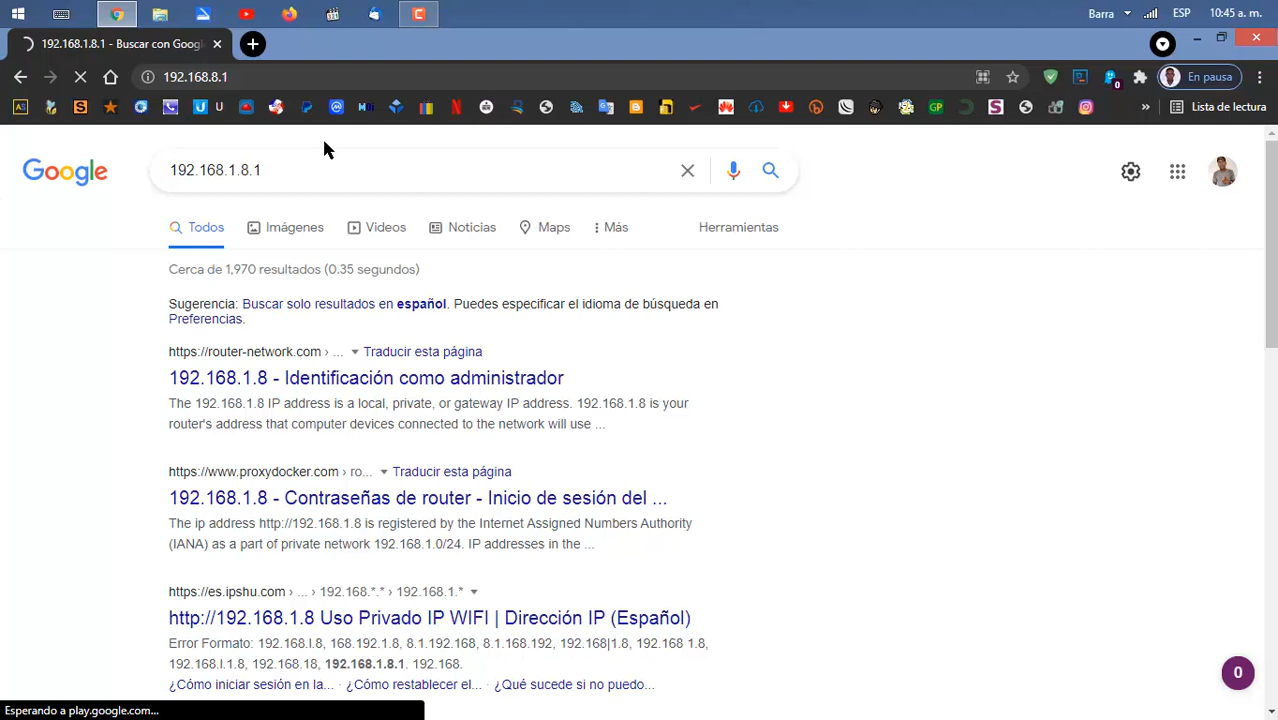 Barra ESP 10:45 a. m.
192.168.1.8.1 - Buscar con Googl
192.168.8.1
En pausa
0
U
GP
Lista de lectura
Google
192.168.1.8.1
Todos Imágenes Videos Noticias Maps Más Herramientas
Cerca de 1,970 resultados (0.35 segundos)
Sugerencia: Buscar solo resultados en español. Puedes especificar el idioma de búsqueda en
Preferencias.
https://router-network.com › ... Traducir esta página
192.168.1.8 - Identificación como administrador
The 192.168.1.8 IP address is a local, private, or gateway IP address. 192.168.1.8 is your
router's address that computer devices connected to the network will use ...
https://www.proxydocker.com › ro... Traducir esta página
192.168.1.8 - Contraseñas de router - Inicio de sesión del ...
The ip address http://192.168.1.8 is registered by the Internet Assigned Numbers Authority
(IANA) as a part of private network 192.168.1.0/24. IP addresses in the ...
https://es.ipshu.com › ... › 192.168.*.* › 192.168.1.*
http://192.168.1.8 Uso Privado IP WIFI | Dirección IP (Español)
Error Formato: 192.168.l.8, 168.192.1.8, 8.1.192.168, 8.1.168.192, 192.168|1.8, 192.168 1.8,
192.168.l.1.8, 192.168.18, 192.168.1.8.1. 192.168.
¿Cómo iniciar sesión en la... · ¿Cómo restablecer el... · ¿Qué sucede si no puedo...
0
Esperando a play.google.com...